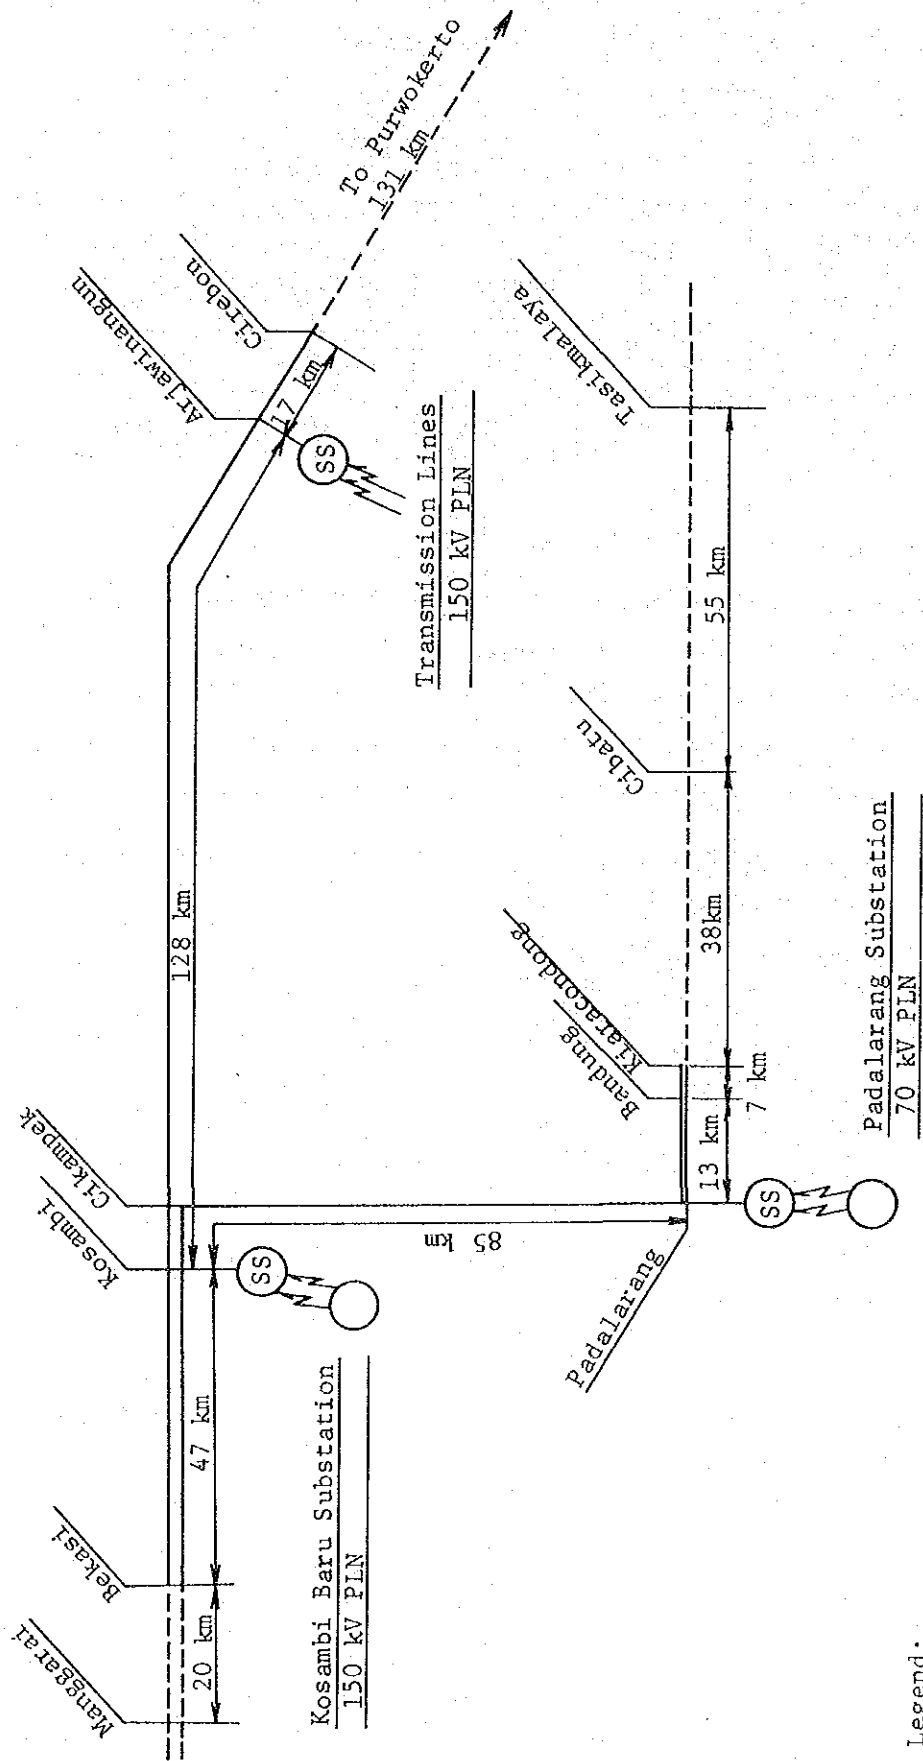 Manggarai
Bekasi
Kosambi
Cikampek
Arjawinangun
Cirebon
To Purwokerto
131 km
20 km
47 km
128 km
17 km
SS
SS
85 km
Kosambi Baru Substation
150 kV PLN
Transmission Lines
150 kV PLN
Padalarang
Bandung
Kiaracondong
Cibatu
Tasikmalaya
13 km
7 km
38km
55 km
SS
Padalarang Substation
70 kV PLN
Legend: